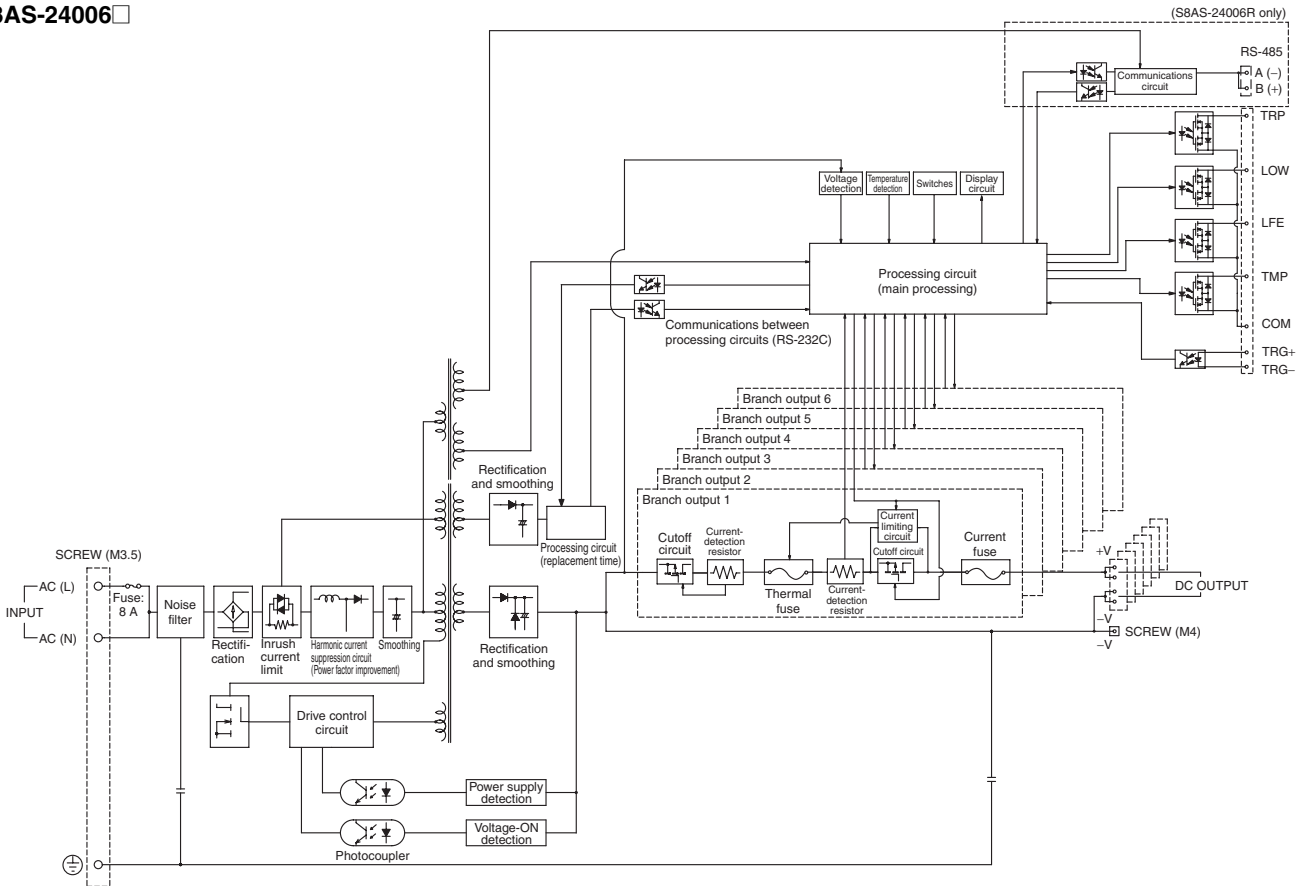 8AS-24006□
(S8AS-24006R only)
RS-485
A (−)
B (+)
Communications
circuit
TRP
LOW
LFE
TMP
COM
TRG+
TRG−
Voltage
detection
Temperature
detection
Switches
Display
circuit
Processing circuit
(main processing)
Communications between
processing circuits (RS-232C)
Branch output 6
Branch output 5
Branch output 4
Branch output 3
Branch output 2
Branch output 1
Rectification
and smoothing
Processing circuit
(replacement time)
Cutoff
circuit
Current-
detection
resistor
Thermal
fuse
Current
limiting
circuit
Cutoff circuit
Current-
detection
resistor
Current
fuse
+V
DC OUTPUT
−V
SCREW (M4)
−V
SCREW (M3.5)
AC (L)
INPUT
AC (N)
Fuse:
8 A
Noise
filter
Rectifi-
cation
Inrush
current
limit
Harmonic current
suppression circuit
(Power factor improvement)
Smoothing
Rectification
and smoothing
Drive control
circuit
Power supply
detection
Voltage-ON
detection
Photocoupler